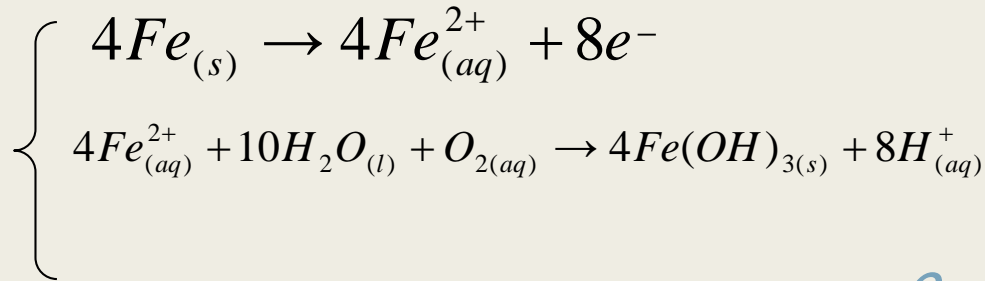 4Fe₍ₛ₎ → 4Fe²⁺₍aq₎ + 8e⁻
4Fe²⁺₍aq₎ + 10H₂O₍l₎ + O₂₍aq₎ → 4Fe(OH)₃₍ₛ₎ + 8H⁺₍aq₎